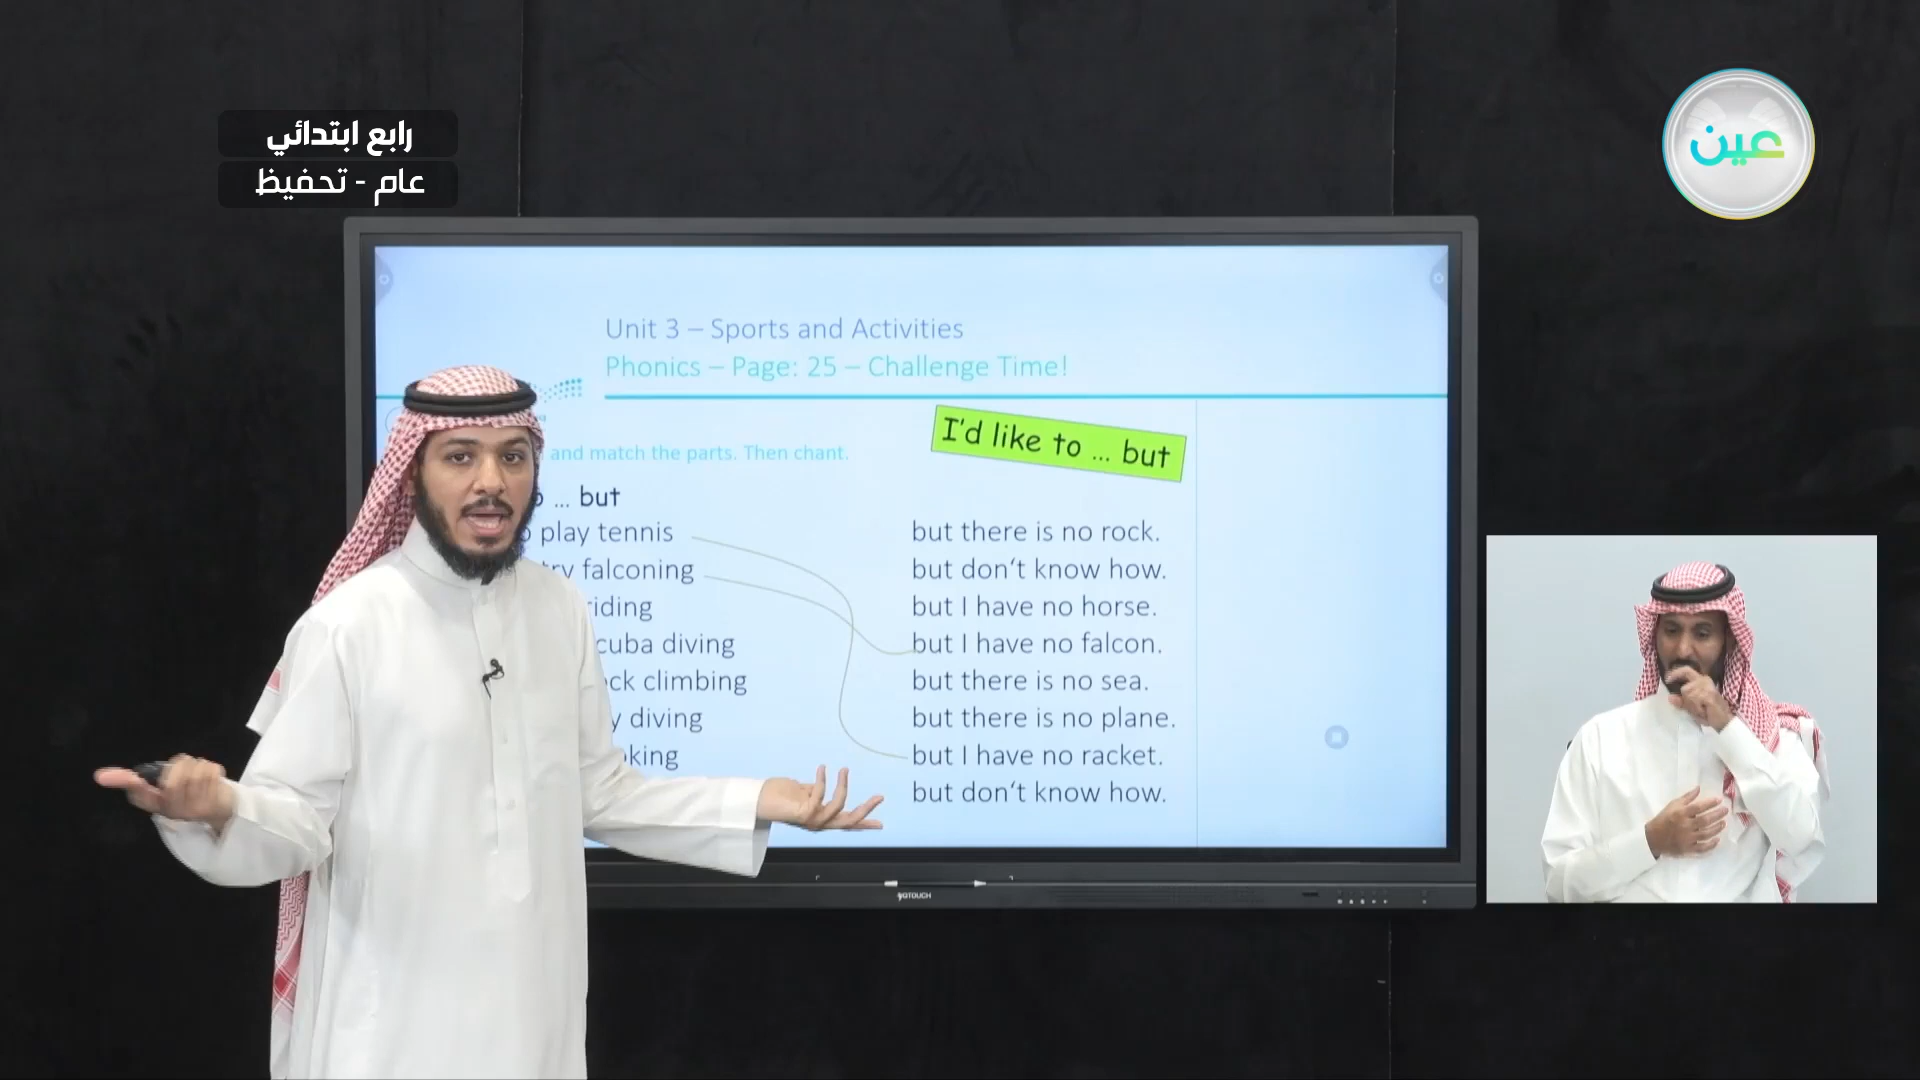 رابع ابتدائي
عام - تحفيظ
عين
Unit 3 – Sports and Activities
Phonics – Page: 25 – Challenge Time!
I'd like to ... but
and match the parts. Then chant.
... but
play tennis
falconing
riding
diving
climbing
diving
but there is no rock.
but don't know how.
but I have no horse.
but I have no falcon.
but there is no sea.
but there is no plane.
but I have no racket.
but don't know how.